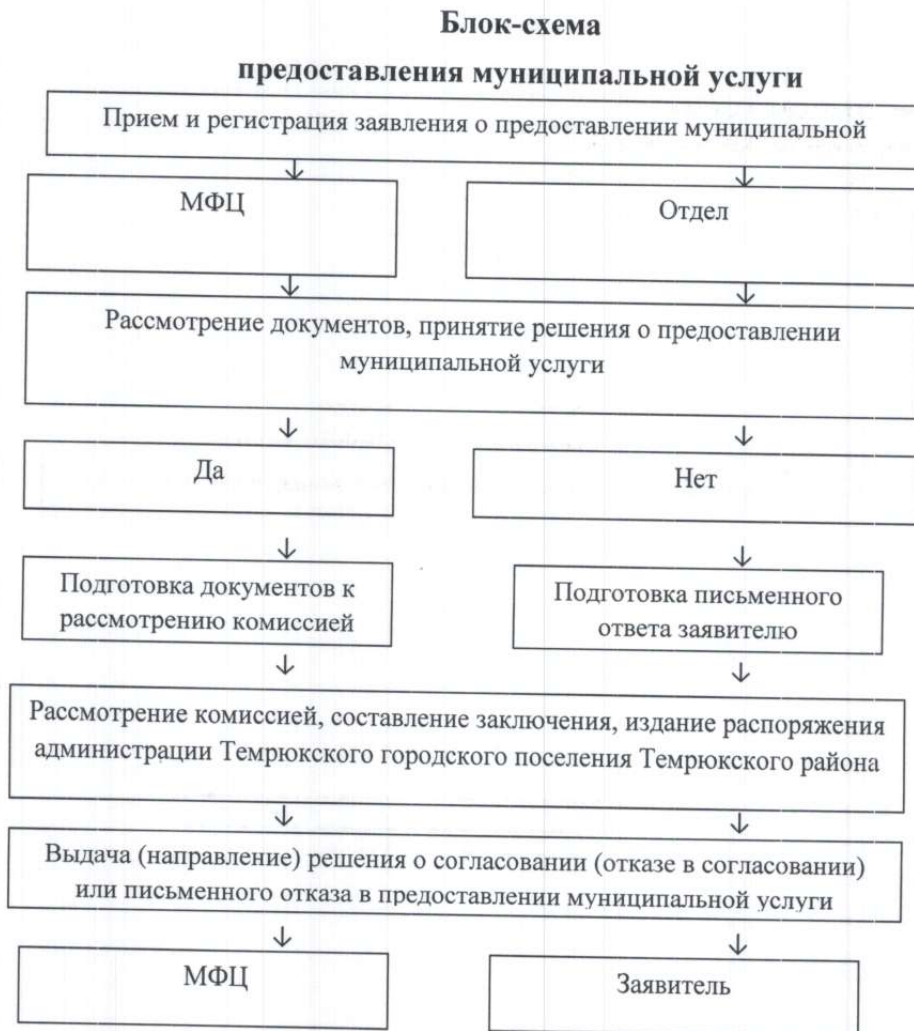 Блок-схема
предоставления муниципальной услуги
Прием и регистрация заявления о предоставлении муниципальной
МФЦ
Отдел
Рассмотрение документов, принятие решения о предоставлении
муниципальной услуги
Да
Нет
Подготовка документов к
рассмотрению комиссией
Подготовка письменного
ответа заявителю
Рассмотрение комиссией, составление заключения, издание распоряжения
администрации Темрюкского городского поселения Темрюкского района
Выдача (направление) решения о согласовании (отказе в согласовании)
или письменного отказа в предоставлении муниципальной услуги
МФЦ
Заявитель